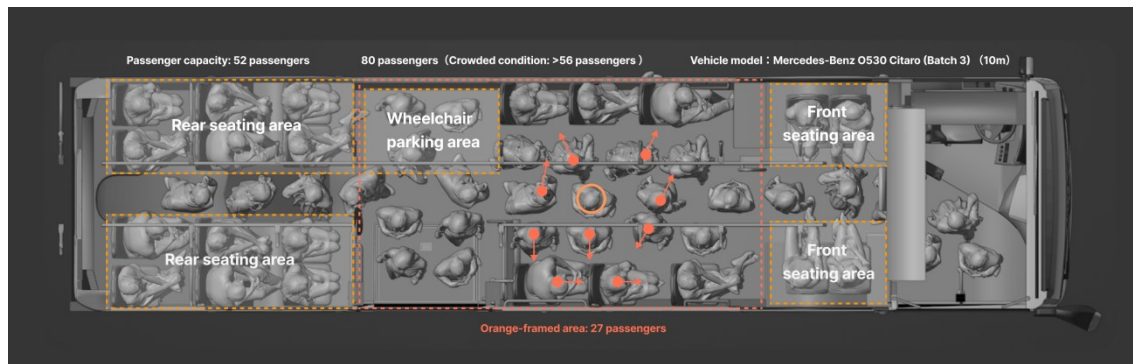 Passenger capacity: 52 passengers
80 passengers（Crowded condition: >56 passengers ）
Vehicle model：Mercedes-Benz O530 Citaro (Batch 3) （10m）
Rear seating area
Wheelchair
parking area
Front
seating area
Rear seating area
Front
seating area
Orange-framed area: 27 passengers